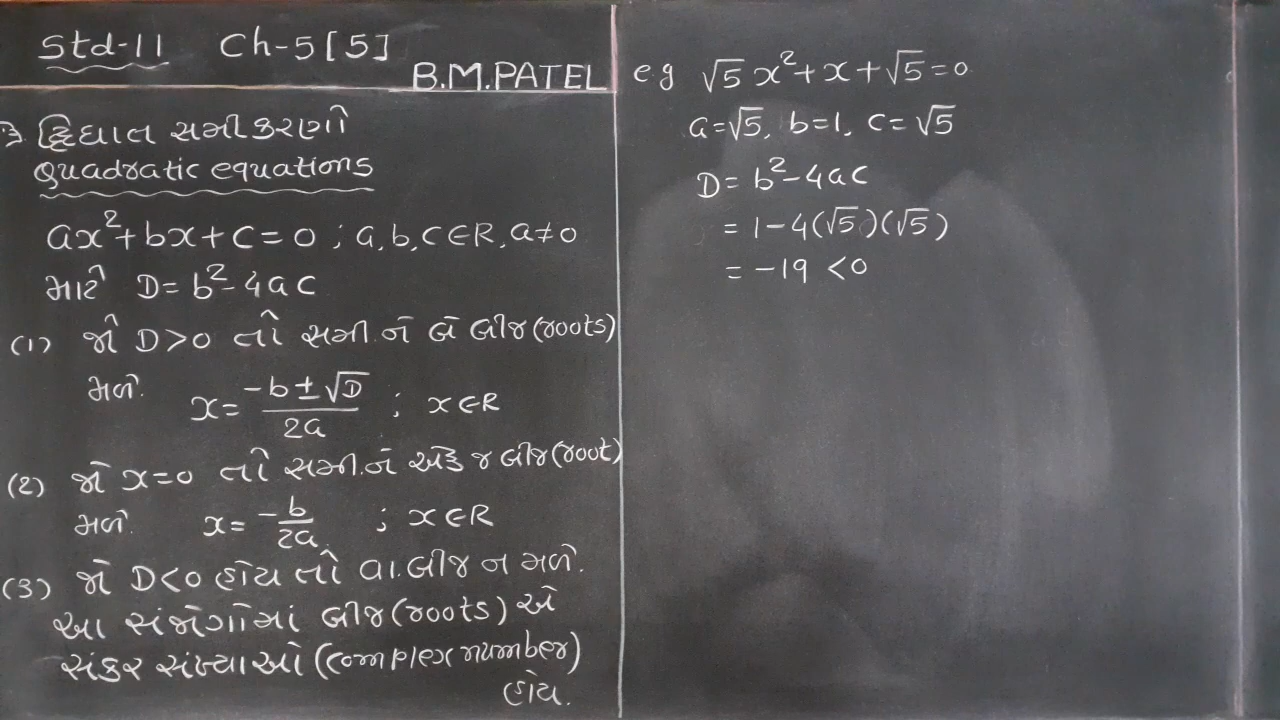 Std-11 Ch-5[5]
B.M.PATEL
દ્વિઘાત સમીકરણો
Quadratic equations
ax²+bx+c=0 ; a,b,c∈R, a≠0
માટે D=b²-4ac
(1) જો D>0 તો સમી.ને બે બીજ(roots)
મળે. x=(-b±√D)/2a ; x∈R
(2) જો x=0 તો સમી.ને એક જ બીજ(root)
મળે. x=-b/2a ; x∈R
(3) જો D<0 હોય તો વા.બીજ ન મળે.
આ સંજોગોમાં બીજ(roots) એ
સંકર સંખ્યાઓ (complex number)
હોય.
e.g √5x²+x+√5=0
a=√5, b=1, c=√5
D=b²-4ac
=1-4(√5)(√5)
=-19 <0